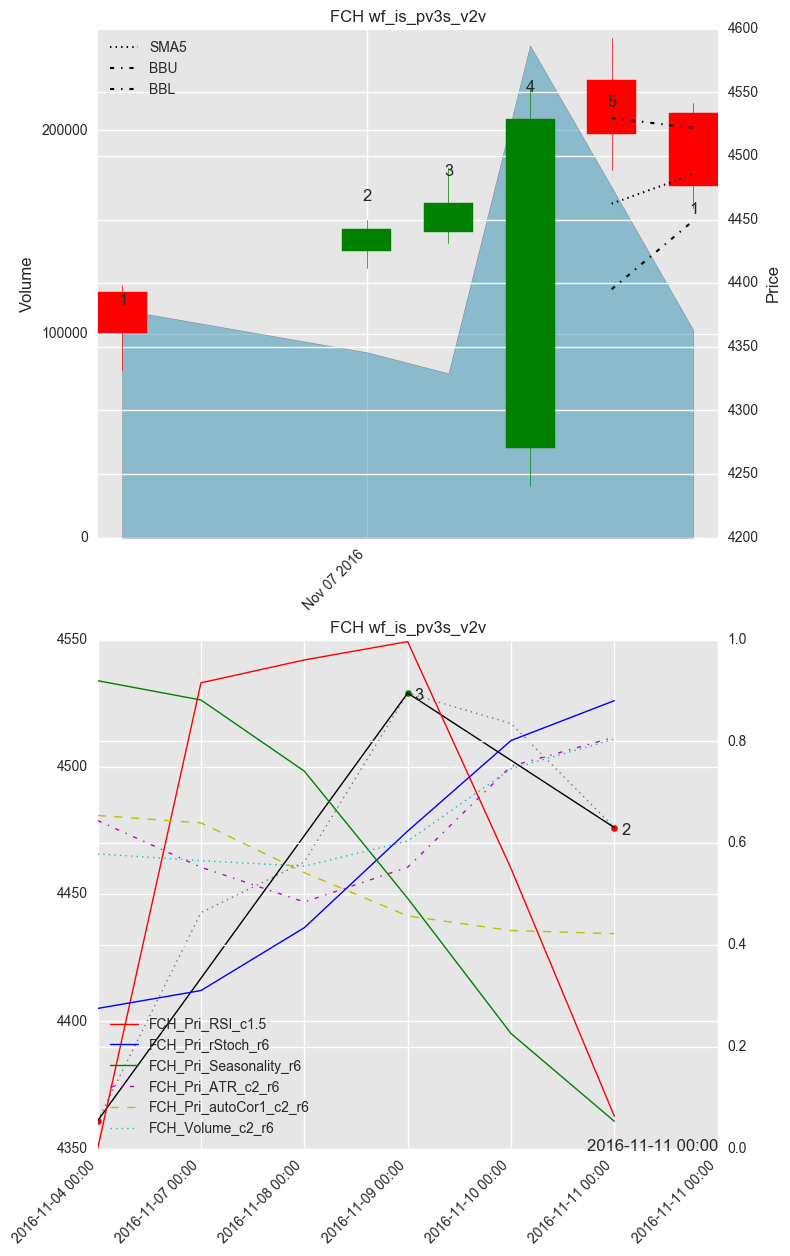 FCH wf_is_pv3s_v2v
SMA5
BBU
BBL
4600
4550
4500
4450
4400
4350
4300
4250
4200
200000
100000
0
Volume
Price
1
2
3
4
5
1
Nov 07 2016
FCH wf_is_pv3s_v2v
4550
4500
4450
4400
4350
1.0
0.8
0.6
0.4
0.2
0.0
3
2
FCH_Pri_RSI_c1.5
FCH_Pri_rStoch_r6
FCH_Pri_Seasonality_r6
FCH_Pri_ATR_c2_r6
FCH_Pri_autoCor1_c2_r6
FCH_Volume_c2_r6
2016-11-11 00:00
2016-11-04 00:00
2016-11-07 00:00
2016-11-08 00:00
2016-11-09 00:00
2016-11-10 00:00
2016-11-11 00:00
2016-11-11 00:00